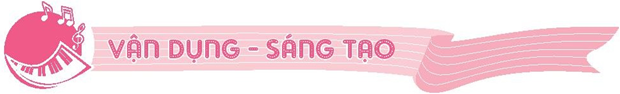 VẬN DỤNG - SÁNG TẠO